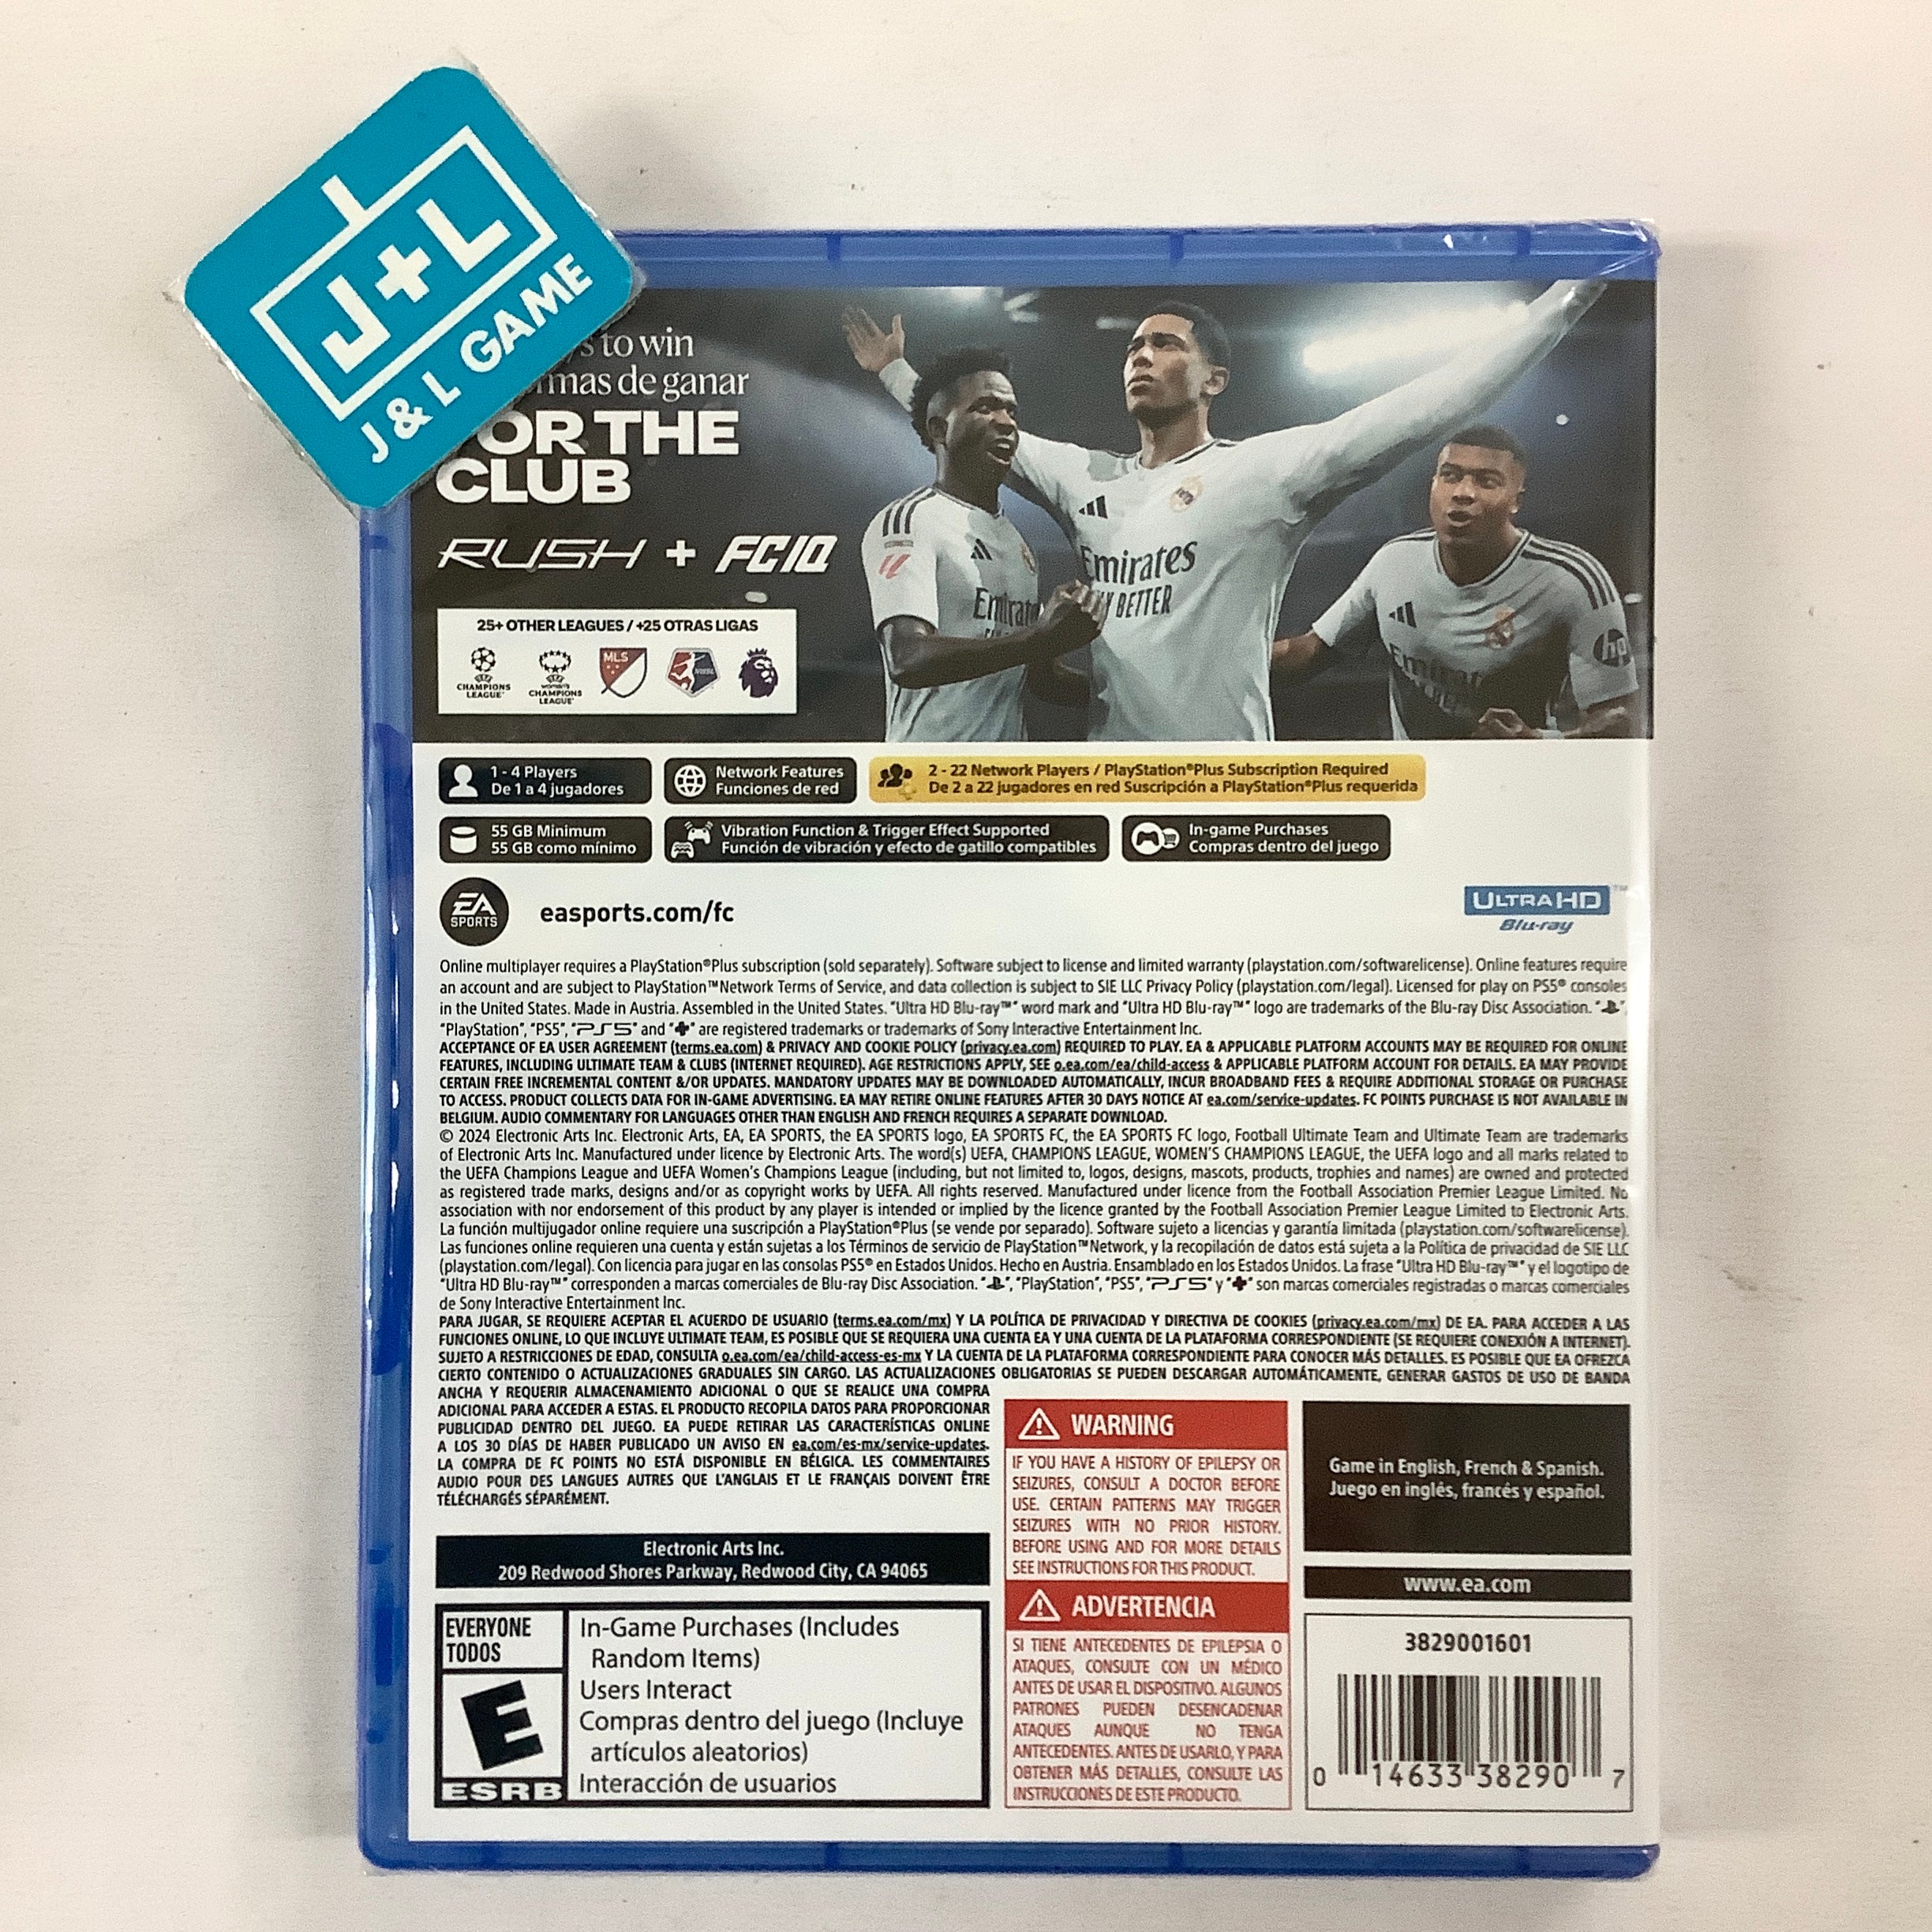 J+L
J & L GAME
to win
de ganar
OR THE
CLUB
RUSH + FC IQ
25+ OTHER LEAGUES / +25 OTRAS LIGAS
UEFA CHAMPIONS LEAGUE
UEFA WOMEN'S CHAMPIONS LEAGUE
MLS
NWSL
Emirates
FLY BETTER
Emirates
hp
1 - 4 Players
De 1 a 4 jugadores
Network Features
Funciones de red
2 - 22 Network Players / PlayStation®Plus Subscription Required
De 2 a 22 jugadores en red Suscripción a PlayStation®Plus requerida
55 GB Minimum
55 GB como mínimo
Vibration Function & Trigger Effect Supported
Función de vibración y efecto de gatillo compatibles
In-game Purchases
Compras dentro del juego
EA SPORTS
easports.com/fc
ULTRA HD Blu-ray™
Online multiplayer requires a PlayStation®Plus subscription (sold separately). Software subject to license and limited warranty (playstation.com/softwarelicense). Online features require
an account and are subject to PlayStation™Network Terms of Service, and data collection is subject to SIE LLC Privacy Policy (playstation.com/legal). Licensed for play on PS5® consoles
in the United States. Made in Austria. Assembled in the United States. "Ultra HD Blu-ray™" word mark and "Ultra HD Blu-ray™" logo are trademarks of the Blu-ray Disc Association. " ",
"PlayStation", "PS5", "PS5" and " " are registered trademarks or trademarks of Sony Interactive Entertainment Inc.
ACCEPTANCE OF EA USER AGREEMENT (terms.ea.com) & PRIVACY AND COOKIE POLICY (privacy.ea.com) REQUIRED TO PLAY. EA & APPLICABLE PLATFORM ACCOUNTS MAY BE REQUIRED FOR ONLINE
FEATURES, INCLUDING ULTIMATE TEAM & CLUBS (INTERNET REQUIRED). AGE RESTRICTIONS APPLY, SEE o.ea.com/ea/child-access & APPLICABLE PLATFORM ACCOUNT FOR DETAILS. EA MAY PROVIDE
CERTAIN FREE INCREMENTAL CONTENT &/OR UPDATES. MANDATORY UPDATES MAY BE DOWNLOADED AUTOMATICALLY, INCUR BROADBAND FEES & REQUIRE ADDITIONAL STORAGE OR PURCHASE
TO ACCESS. PRODUCT COLLECTS DATA FOR IN-GAME ADVERTISING. EA MAY RETIRE ONLINE FEATURES AFTER 30 DAYS NOTICE AT ea.com/service-updates. FC POINTS PURCHASE IS NOT AVAILABLE IN
BELGIUM. AUDIO COMMENTARY FOR LANGUAGES OTHER THAN ENGLISH AND FRENCH REQUIRES A SEPARATE DOWNLOAD.
© 2024 Electronic Arts Inc. Electronic Arts, EA, EA SPORTS, the EA SPORTS logo, EA SPORTS FC, the EA SPORTS FC logo, Football Ultimate Team and Ultimate Team are trademarks
of Electronic Arts Inc. Manufactured under licence by Electronic Arts. The word(s) UEFA, CHAMPIONS LEAGUE, WOMEN'S CHAMPIONS LEAGUE, the UEFA logo and all marks related to
the UEFA Champions League and UEFA Women's Champions League (including, but not limited to, logos, designs, mascots, products, trophies and names) are owned and protected
as registered trade marks, designs and/or as copyright works by UEFA. All rights reserved. Manufactured under licence from the Football Association Premier League Limited. No
association with nor endorsement of this product by any player is intended or implied by the licence granted by the Football Association Premier League Limited to Electronic Arts.
La función multijugador online requiere una suscripción a PlayStation®Plus (se vende por separado). Software sujeto a licencias y garantía limitada (playstation.com/softwarelicense).
Las funciones online requieren una cuenta y están sujetas a los Términos de servicio de PlayStation™Network, y la recopilación de datos está sujeta a la Política de privacidad de SIE LLC
(playstation.com/legal). Con licencia para jugar en las consolas PS5® en Estados Unidos. Hecho en Austria. Ensamblado en los Estados Unidos. La frase "Ultra HD Blu-ray™" y el logotipo de
"Ultra HD Blu-ray™" corresponden a marcas comerciales de Blu-ray Disc Association. " ", "PlayStation", "PS5", "PS5" y " " son marcas comerciales registradas o marcas comerciales
de Sony Interactive Entertainment Inc.
PARA JUGAR, SE REQUIERE ACEPTAR EL ACUERDO DE USUARIO (terms.ea.com/mx) Y LA POLÍTICA DE PRIVACIDAD Y DIRECTIVA DE COOKIES (privacy.ea.com/mx) DE EA. PARA ACCEDER A LAS
FUNCIONES ONLINE, LO QUE INCLUYE ULTIMATE TEAM, ES POSIBLE QUE SE REQUIERA UNA CUENTA EA Y UNA CUENTA DE LA PLATAFORMA CORRESPONDIENTE (SE REQUIERE CONEXIÓN A INTERNET).
SUJETO A RESTRICCIONES DE EDAD, CONSULTA o.ea.com/ea/child-access-es-mx Y LA CUENTA DE LA PLATAFORMA CORRESPONDIENTE PARA CONOCER MÁS DETALLES. ES POSIBLE QUE EA OFREZCA
CIERTO CONTENIDO O ACTUALIZACIONES GRADUALES SIN CARGO. LAS ACTUALIZACIONES OBLIGATORIAS SE PUEDEN DESCARGAR AUTOMÁTICAMENTE, GENERAR GASTOS DE USO DE BANDA
ANCHA Y REQUERIR ALMACENAMIENTO ADICIONAL O QUE SE REALICE UNA COMPRA
ADICIONAL PARA ACCEDER A ESTAS. EL PRODUCTO RECOPILA DATOS PARA PROPORCIONAR
PUBLICIDAD DENTRO DEL JUEGO. EA PUEDE RETIRAR LAS CARACTERÍSTICAS ONLINE
A LOS 30 DÍAS DE HABER PUBLICADO UN AVISO EN ea.com/es-mx/service-updates.
LA COMPRA DE FC POINTS NO ESTÁ DISPONIBLE EN BÉLGICA. LES COMMENTAIRES
AUDIO POUR DES LANGUES AUTRES QUE L'ANGLAIS ET LE FRANÇAIS DOIVENT ÊTRE
TÉLÉCHARGÉS SÉPARÉMENT.
Electronic Arts Inc.
209 Redwood Shores Parkway, Redwood City, CA 94065
EVERYONE
TODOS
E
ESRB
In-Game Purchases (Includes
Random Items)
Users Interact
Compras dentro del juego (Incluye
artículos aleatorios)
Interacción de usuarios
WARNING
IF YOU HAVE A HISTORY OF EPILEPSY OR
SEIZURES, CONSULT A DOCTOR BEFORE
USE. CERTAIN PATTERNS MAY TRIGGER
SEIZURES WITH NO PRIOR HISTORY.
BEFORE USING AND FOR MORE DETAILS
SEE INSTRUCTIONS FOR THIS PRODUCT.
ADVERTENCIA
SI TIENE ANTECEDENTES DE EPILEPSIA O
ATAQUES, CONSULTE CON UN MÉDICO
ANTES DE USAR EL DISPOSITIVO. ALGUNOS
PATRONES PUEDEN DESENCADENAR
ATAQUES AUNQUE NO TENGA
ANTECEDENTES. ANTES DE USARLO, Y PARA
OBTENER MÁS DETALLES, CONSULTE LAS
INSTRUCCIONES DE ESTE PRODUCTO.
Game in English, French & Spanish.
Juego en inglés, francés y español.
www.ea.com
3829001601
0 14633 38290 7